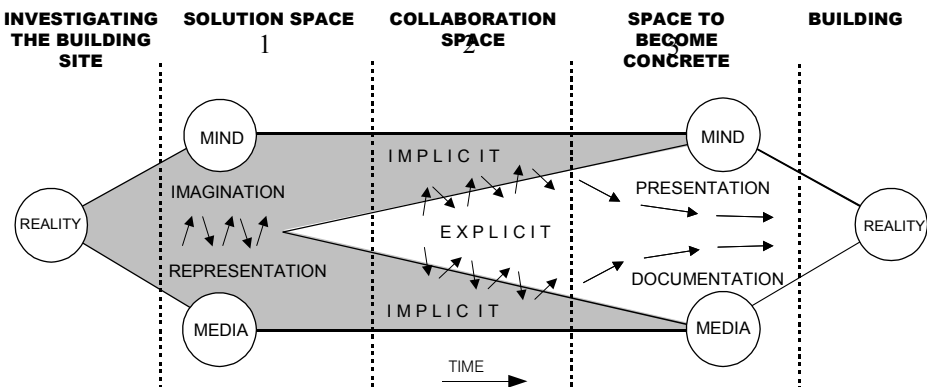 INVESTIGATING
THE BUILDING
SITE
SOLUTION SPACE
1
COLLABORATION
SPACE
2
SPACE TO
BECOME
CONCRETE
3
BUILDING
MIND
MIND
IMPLICIT
IMAGINATION
PRESENTATION
REALITY
EXPLICIT
REALITY
REPRESENTATION
DOCUMENTATION
IMPLICIT
MEDIA
MEDIA
TIME